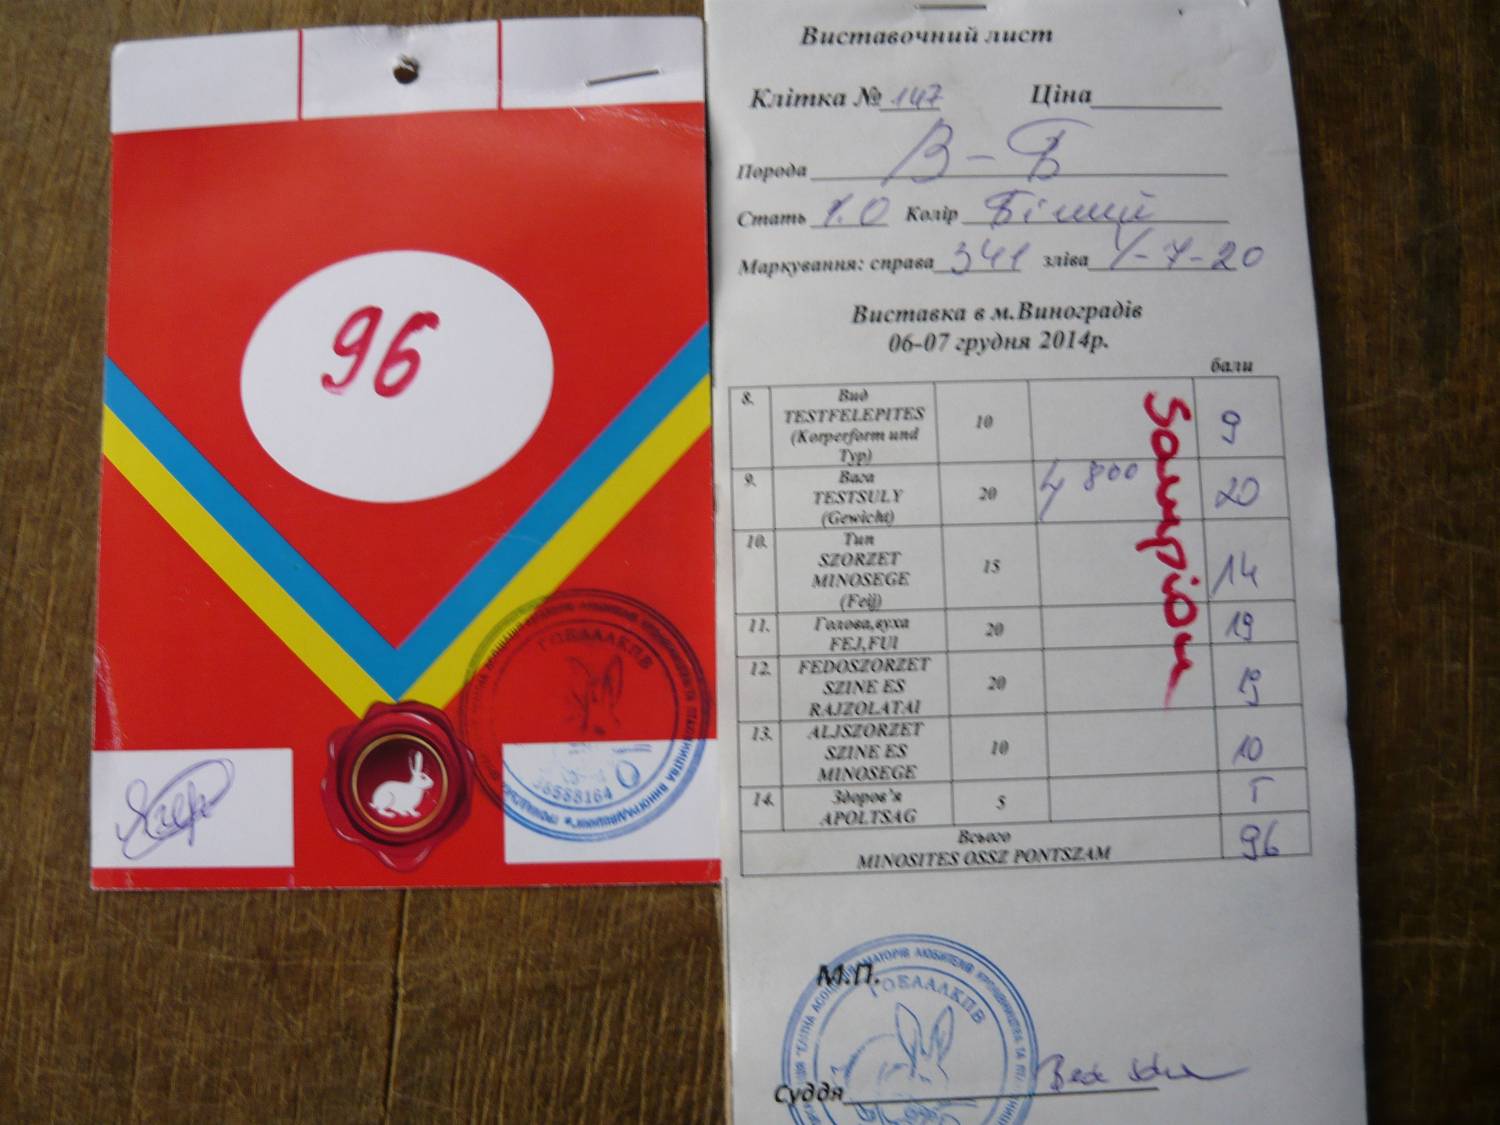 96
ГОБЛАЛКПВ
36588164
Виставочний лист
Клітка № 147 Ціна
Порода В-Б
Стать 1.0 Колір Білий
Маркування: справа 341 зліва 1-7-20
Виставка в м.Виноградів
06-07 грудня 2014р.
бали
8. Вид 10 9
TESTFELEPITES
(Korperform und
Typ)
9. Вага 20 4 800 20
TESTSULY
(Gewicht)
10. Тип 15 14
SZORZET
MINOSEGE
(Feij)
11. Голова,вуха 20 19
FEJ,FUI
12. FEDOSZORZET 20 19
SZINE ES
RAJZOLATAI
13. ALJSZORZET 10 10
SZINE ES
MINOSEGE
14. Здоров'я 5
APOLTSAG
Всього 96
MINOSITES OSSZ PONTSZAM
М.П.
ГОБЛАЛКПВ
Суддя